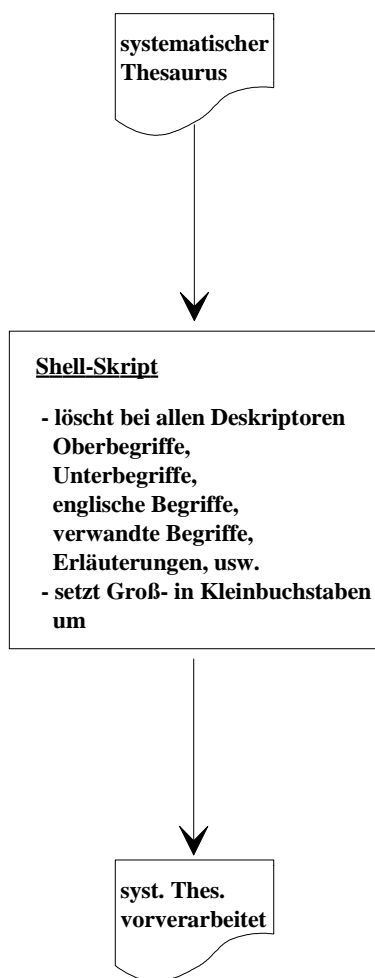 systematischer
Thesaurus
Shell-Skript
- löscht bei allen Deskriptoren
Oberbegriffe,
Unterbegriffe,
englische Begriffe,
verwandte Begriffe,
Erläuterungen, usw.
- setzt Groß- in Kleinbuchstaben
um
syst. Thes.
vorverarbeitet